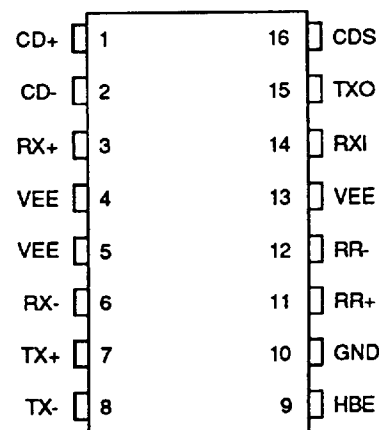 CD+ 1 16 CDS
CD- 2 15 TXO
RX+ 3 14 RXI
VEE 4 13 VEE
VEE 5 12 RR-
RX- 6 11 RR+
TX+ 7 10 GND
TX- 8 9 HBE